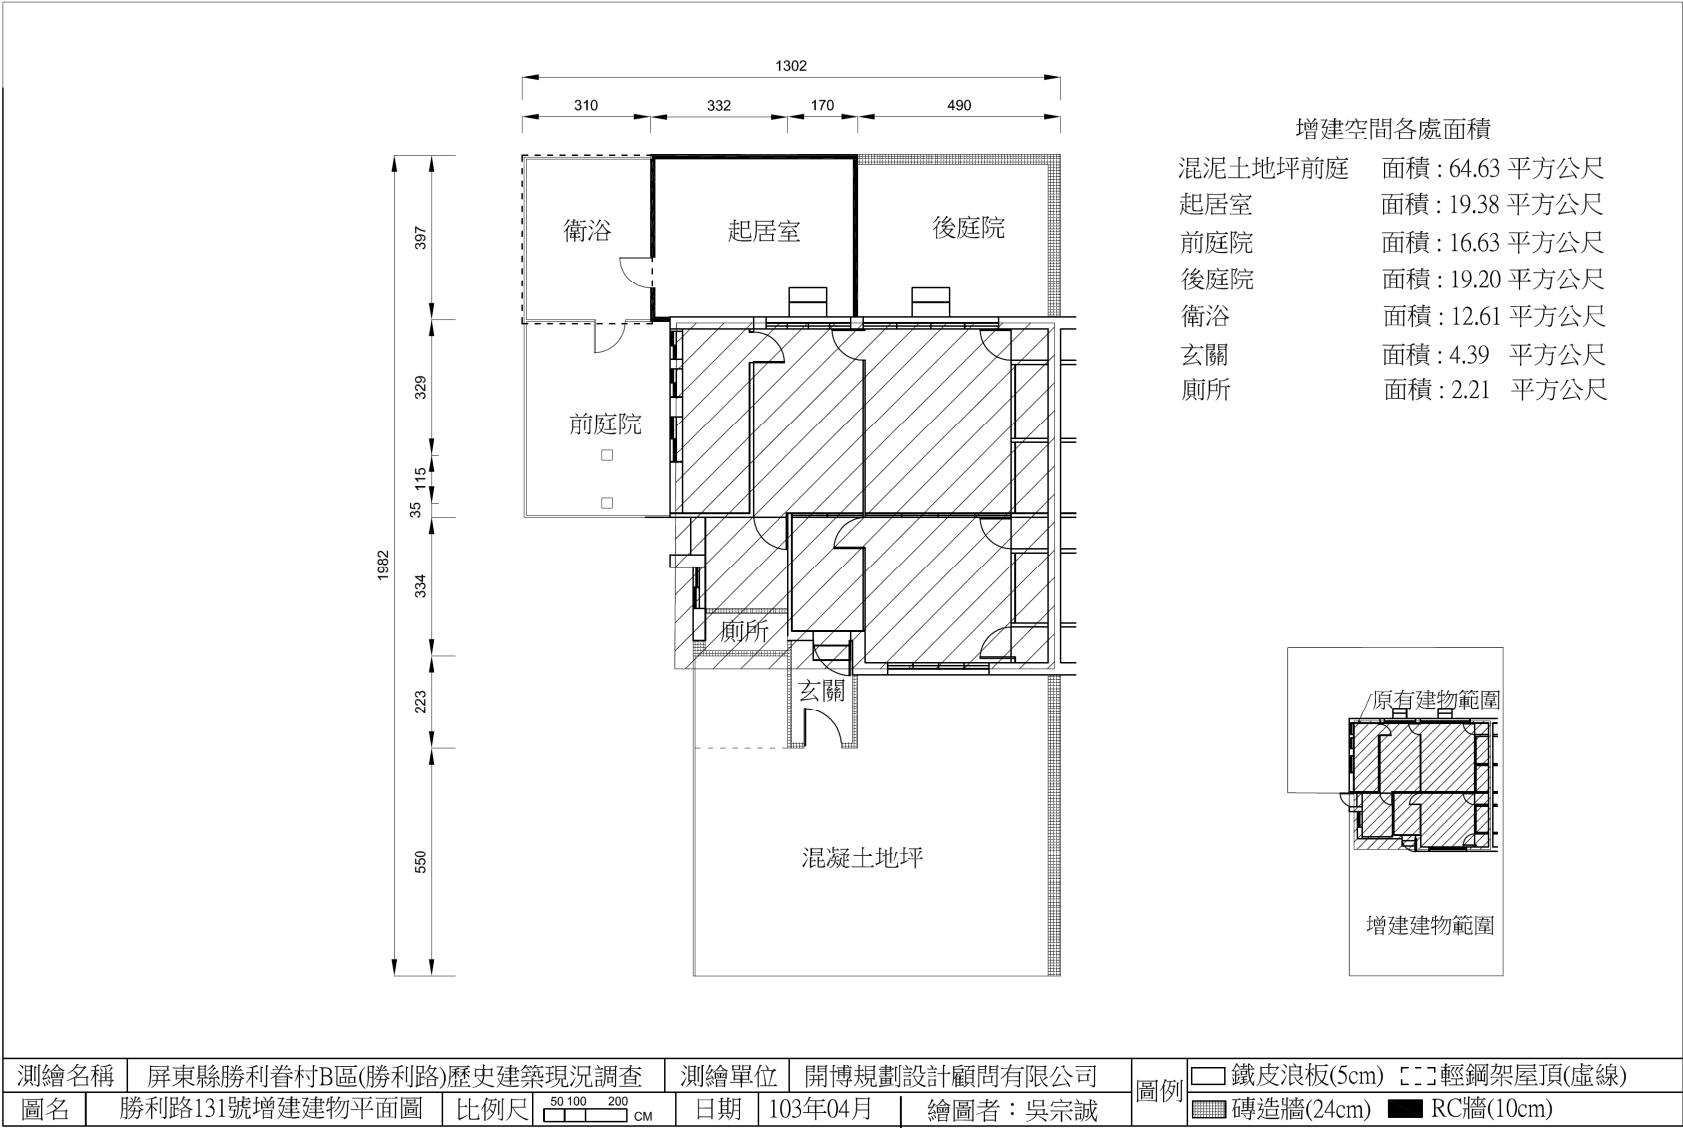 1302
310 332 170 490
增建空間各處面積
混泥土地坪前庭 面積 : 64.63 平方公尺
起居室 面積 : 19.38 平方公尺
前庭院 面積 : 16.63 平方公尺
後庭院 面積 : 19.20 平方公尺
衛浴 面積 : 12.61 平方公尺
玄關 面積 : 4.39 平方公尺
廁所 面積 : 2.21 平方公尺
397
329
115
35
334
223
550
1982
衛浴
起居室
後庭院
前庭院
廁所
玄關
混凝土地坪
原有建物範圍
增建建物範圍
測繪名稱 屏東縣勝利眷村B區(勝利路)歷史建築現況調查 測繪單位 開博規劃設計顧問有限公司
圖名 勝利路131號增建建物平面圖 比例尺 50 100 200 CM 日期 103年04月 繪圖者：吳宗誠
圖例 鐵皮浪板(5cm) 輕鋼架屋頂(虛線)
磚造牆(24cm) RC牆(10cm)